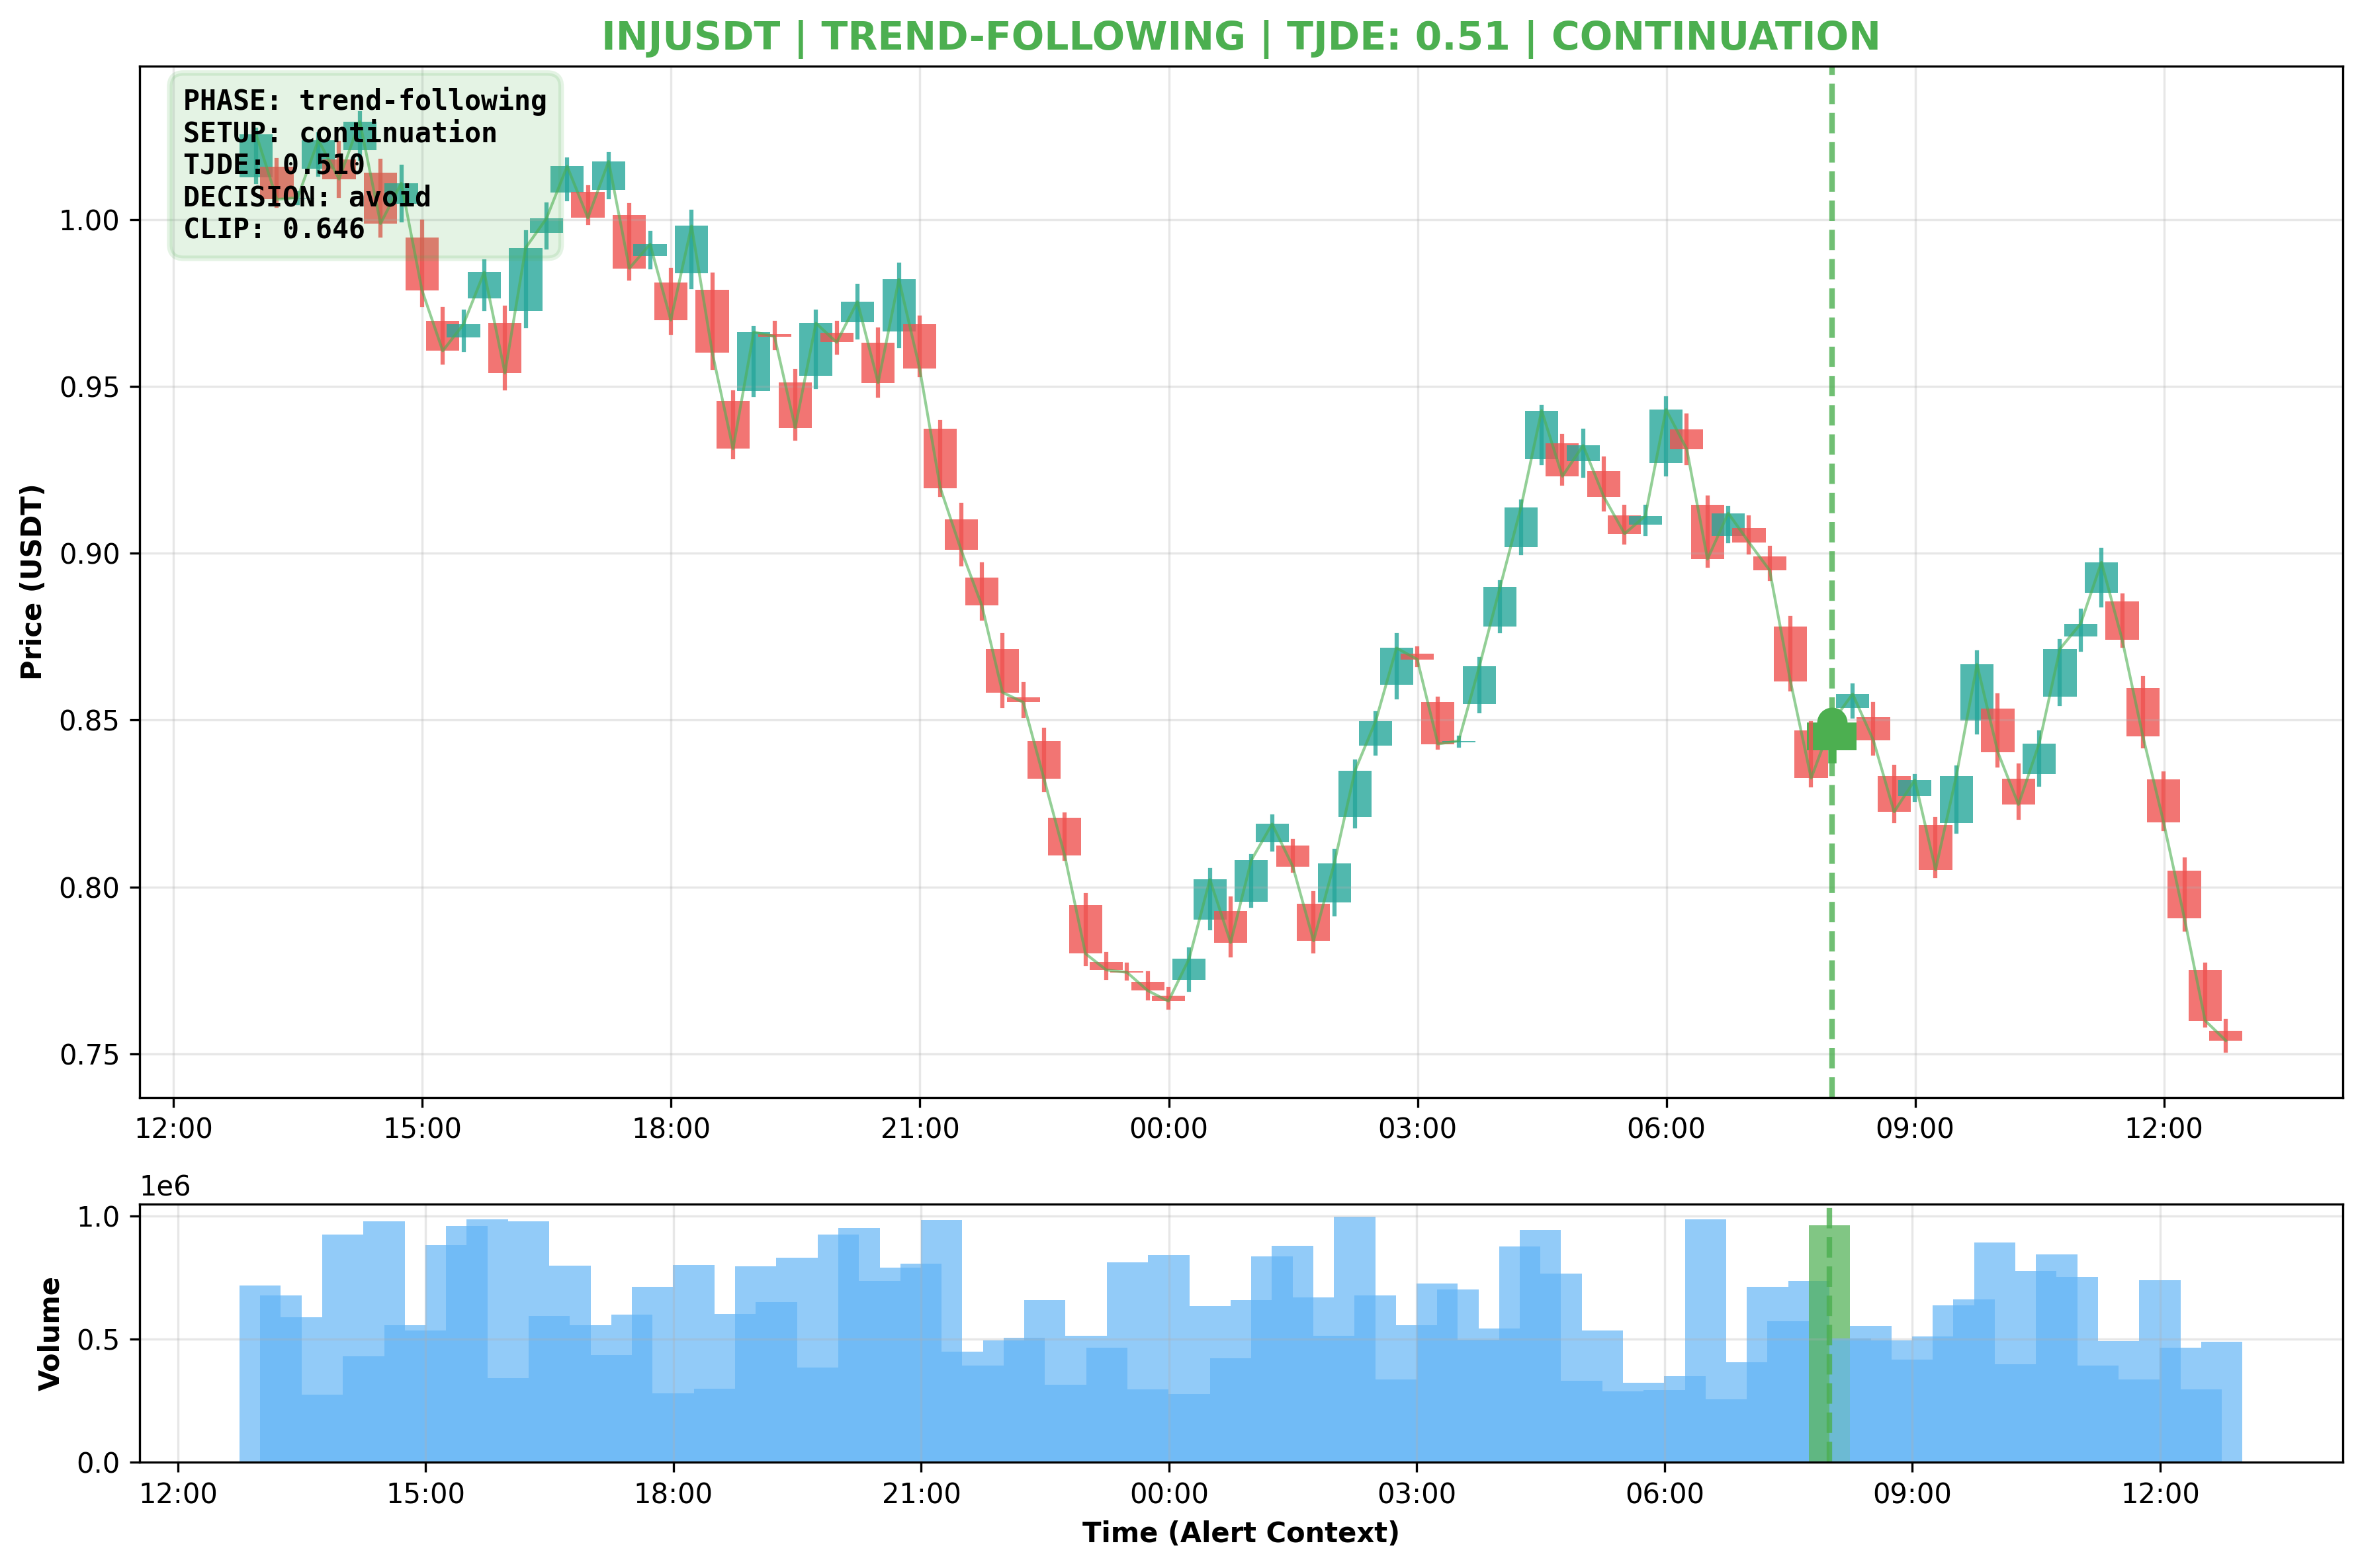 INJUSDT | TREND-FOLLOWING | TJDE: 0.51 | CONTINUATION
PHASE: trend-following
SETUP: continuation
TJDE: 0.510
DECISION: avoid
CLIP: 0.646
Price (USDT)
1.00
0.95
0.90
0.85
0.80
0.75
12:00 15:00 18:00 21:00 00:00 03:00 06:00 09:00 12:00
1e6
Volume
1.0
0.5
0.0
12:00 15:00 18:00 21:00 00:00 03:00 06:00 09:00 12:00
Time (Alert Context)